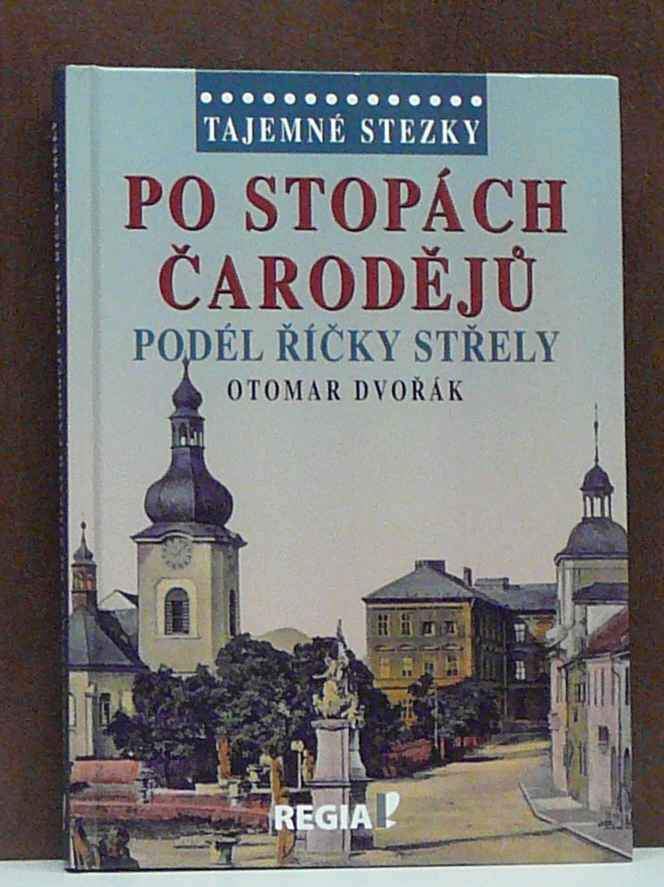 TAJEMNÉ STEZKY
PO STOPÁCH
ČARODĚJŮ
PODÉL ŘÍČKY STŘELY
OTOMAR DVOŘÁK
REGIA